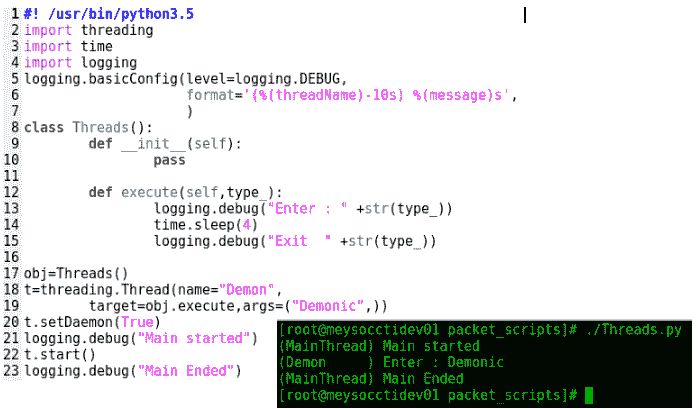 1 #! /usr/bin/python3.5
2 import threading
3 import time
4 import logging
5 logging.basicConfig(level=logging.DEBUG,
6                     format='(%(threadName)-10s) %(message)s',
7                     )
8 class Threads():
9         def __init__(self):
10                 pass
11
12         def execute(self,type_):
13                 logging.debug("Enter : " +str(type_))
14                 time.sleep(4)
15                 logging.debug("Exit  " +str(type_))
16
17 obj=Threads()
18 t=threading.Thread(name="Demon",
19         target=obj.execute,args=("Demonic",))
20 t.setDaemon(True)
21 logging.debug("Main started")
22 t.start()
23 logging.debug("Main Ended")
[root@meysocctidev01 packet_scripts]# ./Threads.py
(MainThread) Main started
(Demon     ) Enter : Demonic
(MainThread) Main Ended
[root@meysocctidev01 packet_scripts]#